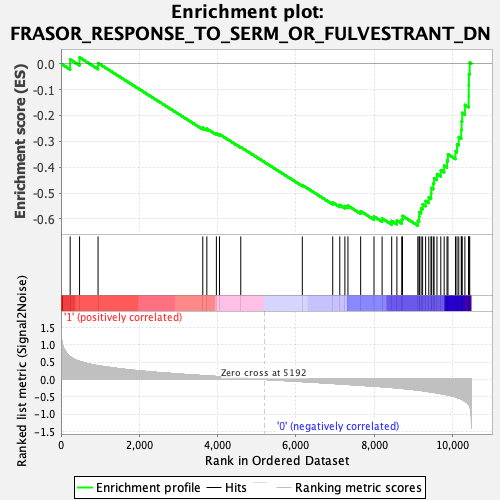 Enrichment plot:
FRASOR_RESPONSE_TO_SERM_OR_FULVESTRANT_DN
Enrichment score (ES)
0.0
-0.1
-0.2
-0.3
-0.4
-0.5
-0.6
'1' (positively correlated)
Ranked list metric (Signal2Noise)
1.5
1.0
0.5
0.0
-0.5
-1.0
-1.5
Zero cross at 5192
'0' (negatively correlated)
0 2,000 4,000 6,000 8,000 10,000
Rank in Ordered Dataset
Enrichment profile Hits Ranking metric scores